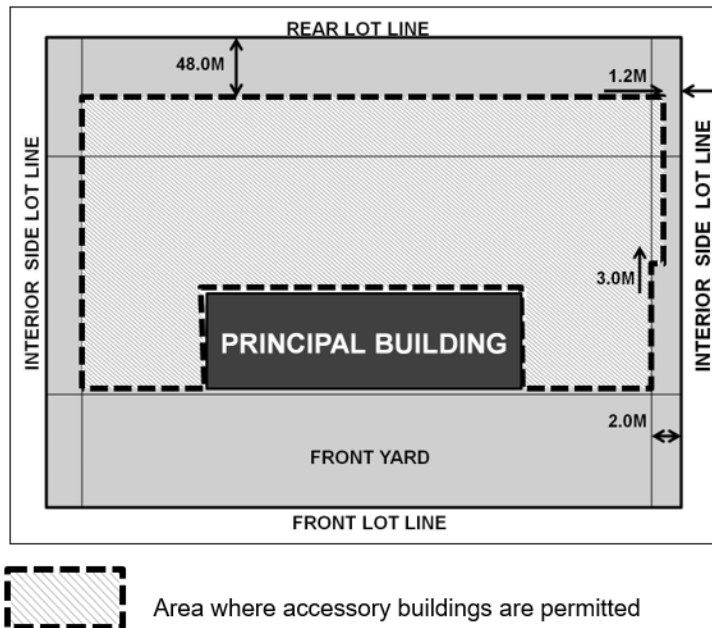 REAR LOT LINE
48.0M
1.2M
INTERIOR SIDE LOT LINE
INTERIOR SIDE LOT LINE
3.0M
PRINCIPAL BUILDING
2.0M
FRONT YARD
FRONT LOT LINE
Area where accessory buildings are permitted